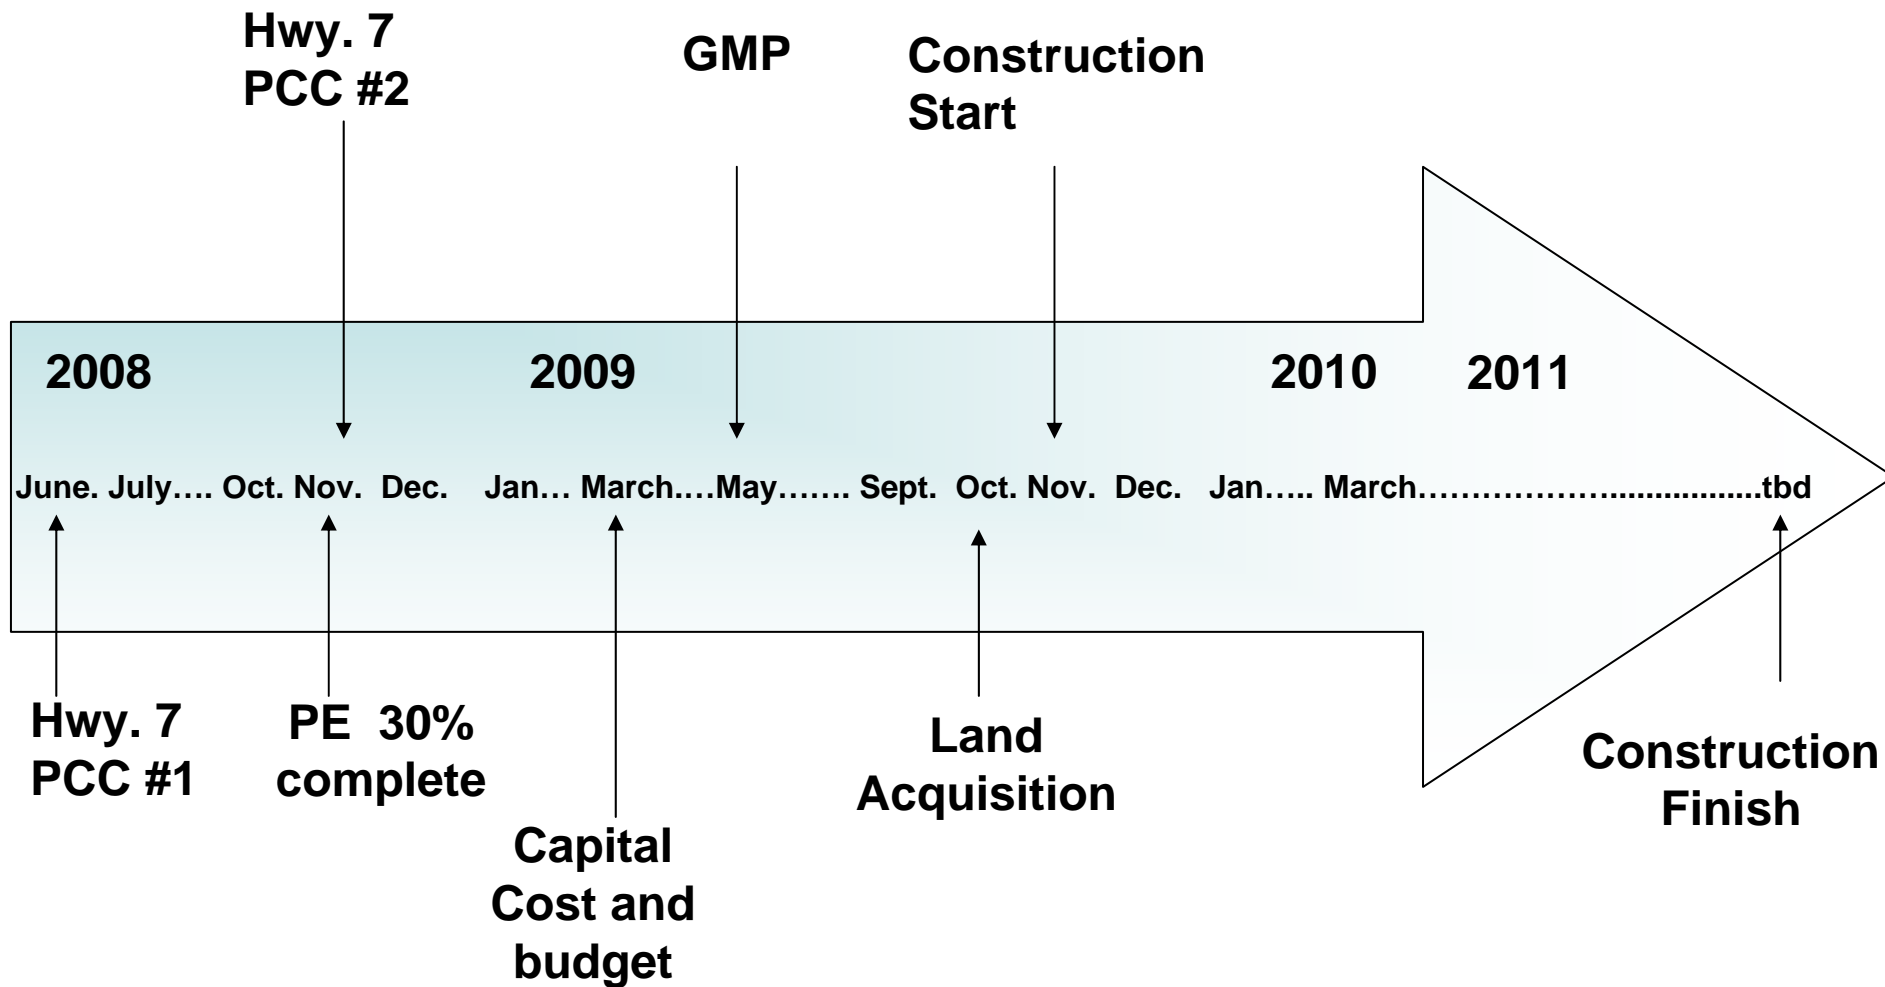 Hwy. 7
PCC #2
GMP
Construction
Start
2008
2009
2010
2011
June. July…. Oct. Nov. Dec. Jan… March.…May……. Sept. Oct. Nov. Dec. Jan….. March………………..................tbd
Hwy. 7
PCC #1
PE 30%
complete
Capital
Cost and
budget
Land
Acquisition
Construction
Finish